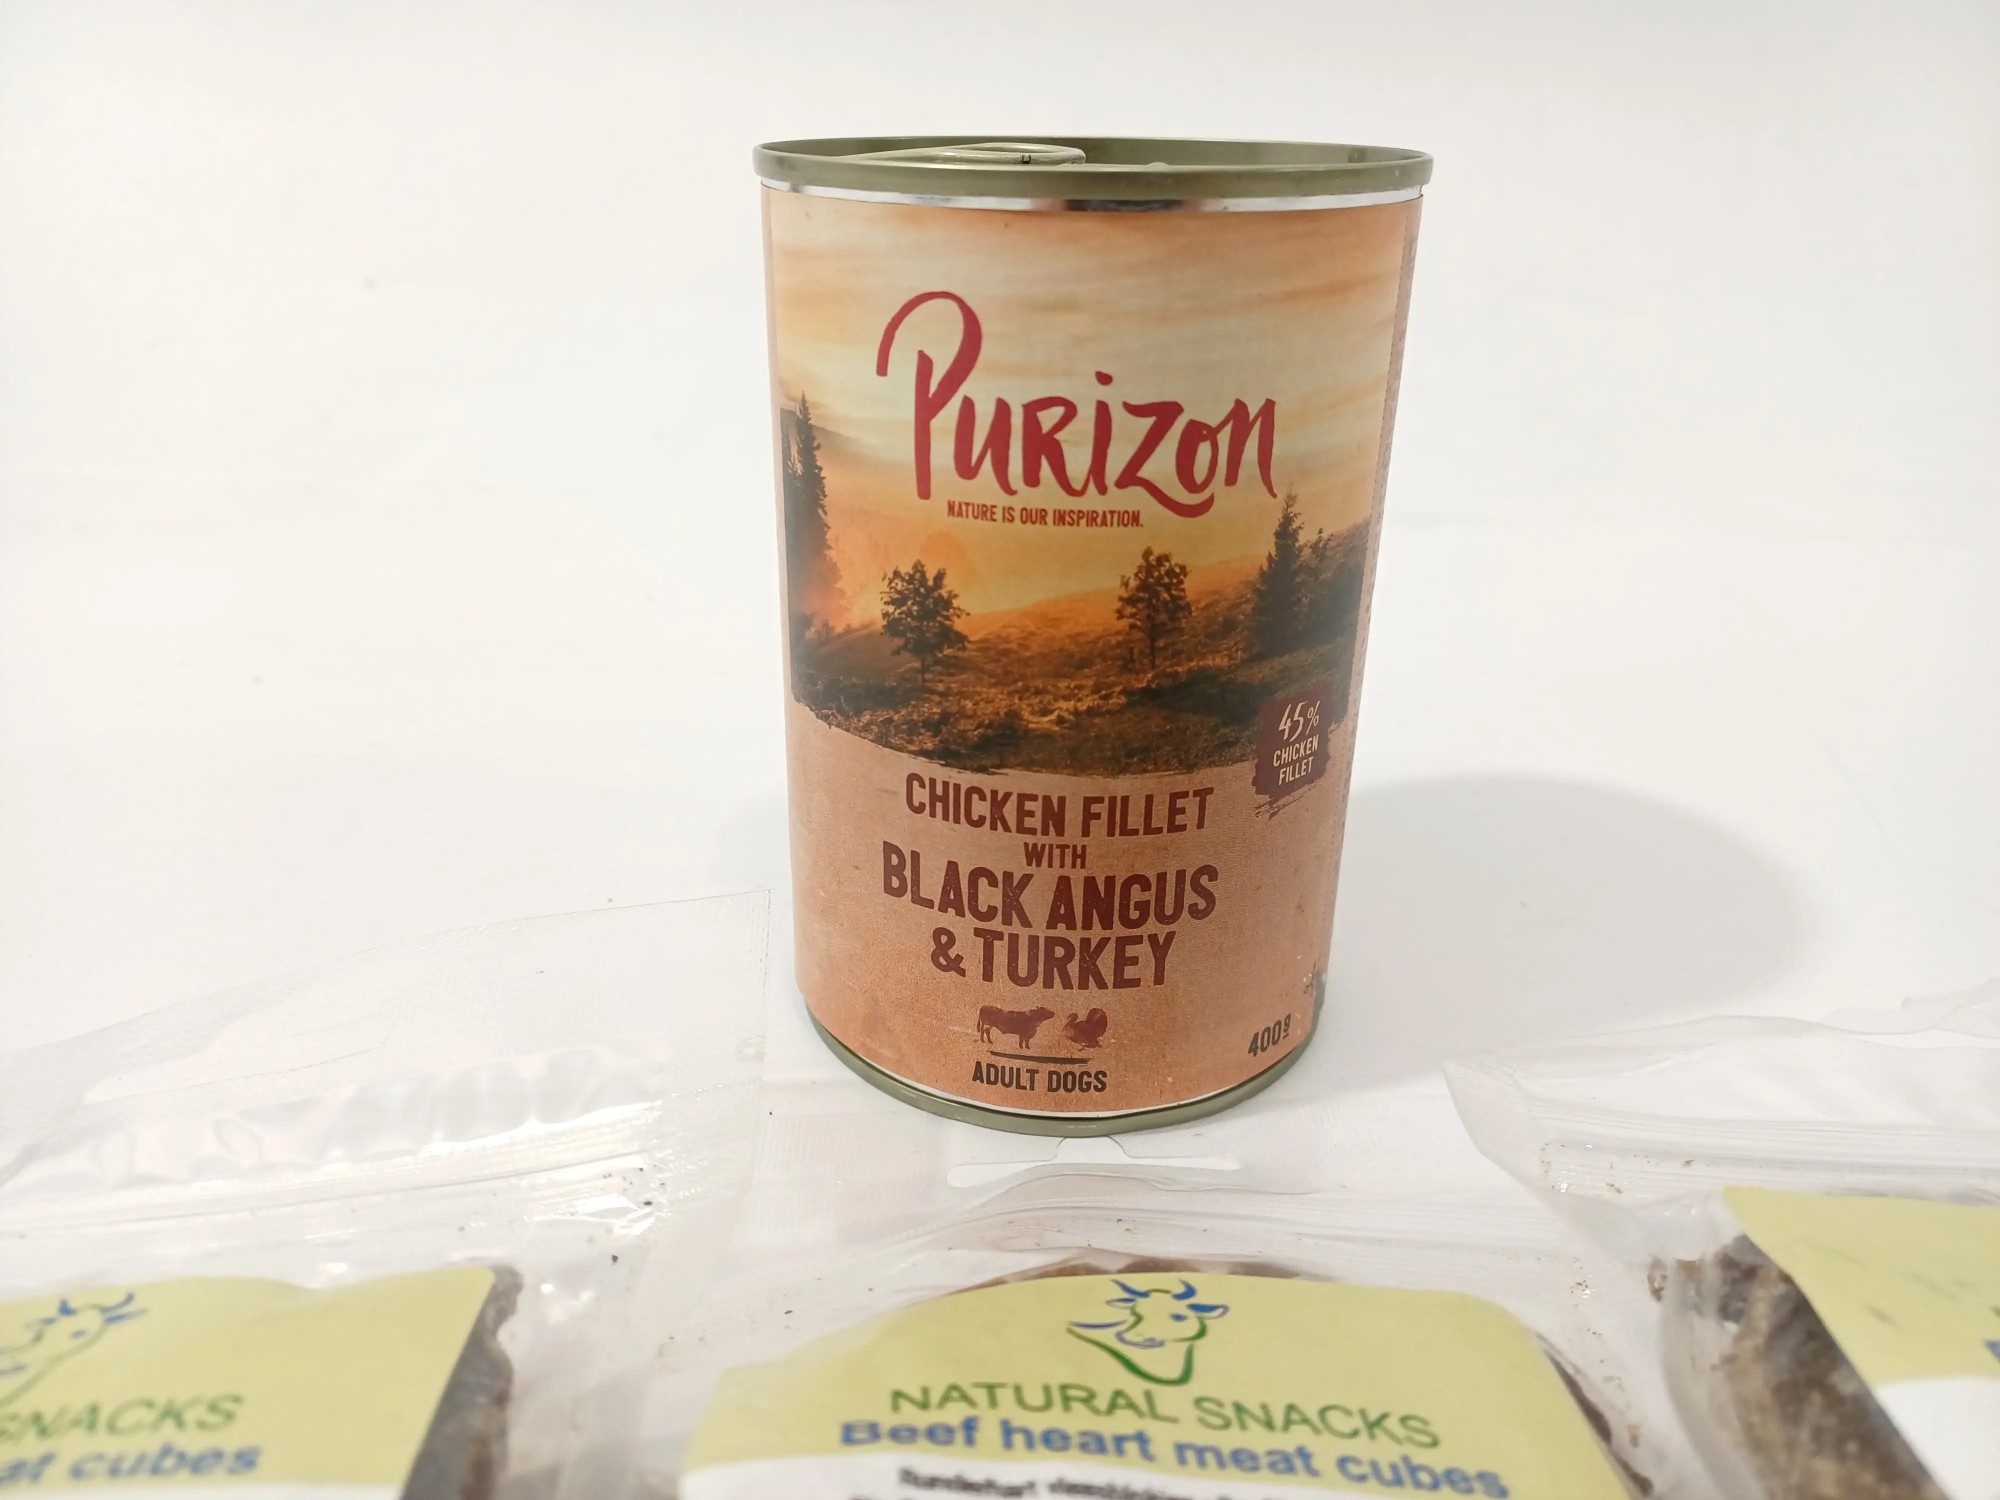 PURIZON
NATURE IS OUR INSPIRATION.
45%
CHICKEN
FILLET
CHICKEN FILLET
WITH
BLACK ANGUS
& TURKEY
400g
ADULT DOGS
SNACKS
cubes
NATURAL SNACKS
Beef heart meat cubes